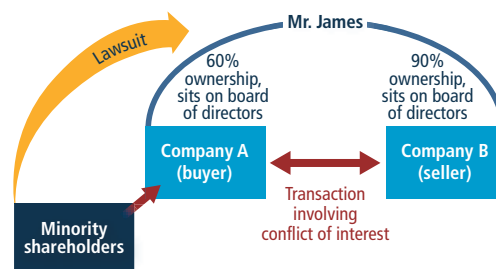 Mr. James
Lawsuit
60%
ownership,
sits on board
of directors
90%
ownership,
sits on board
of directors
Company A
(buyer)
Company B
(seller)
Transaction
involving
conflict of interest
Minority
shareholders